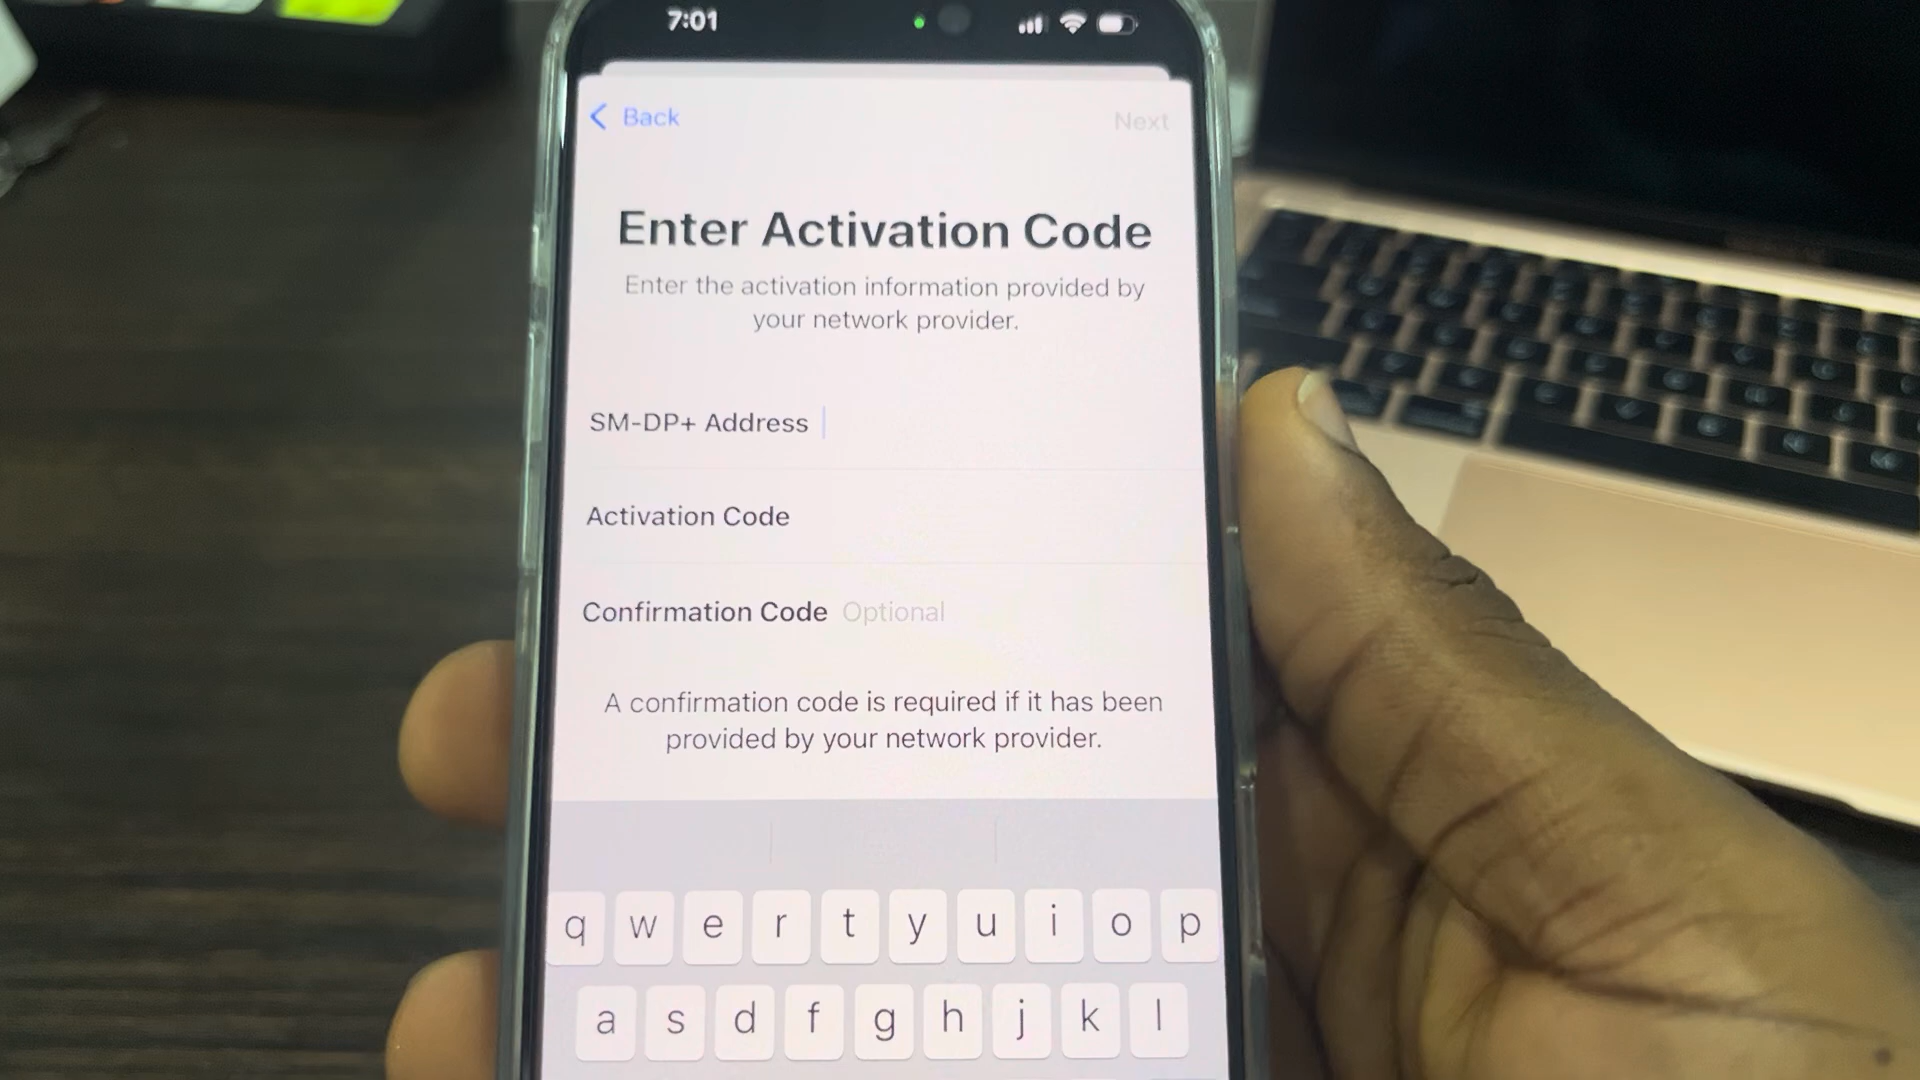 7:01
Back
Next
Enter Activation Code
Enter the activation information provided by
your network provider.
SM-DP+ Address
Activation Code
Confirmation Code Optional
A confirmation code is required if it has been
provided by your network provider.
q w e r t y u i o p
a s d f g h j k l